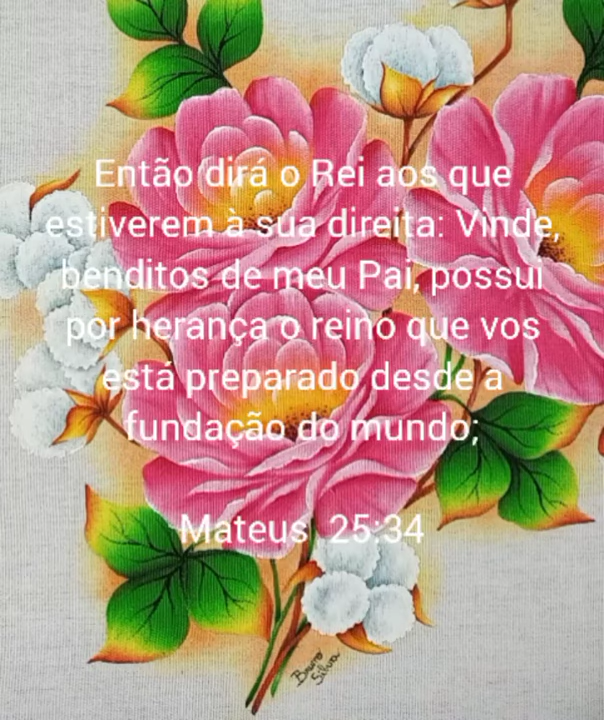 Então dirá o Rei aos que
estiverem à sua direita: Vinde,
benditos de meu Pai, possuí
por herança o reino que vos
está preparado desde a
fundação do mundo;
Mateus 25:34
Bruno
Silva